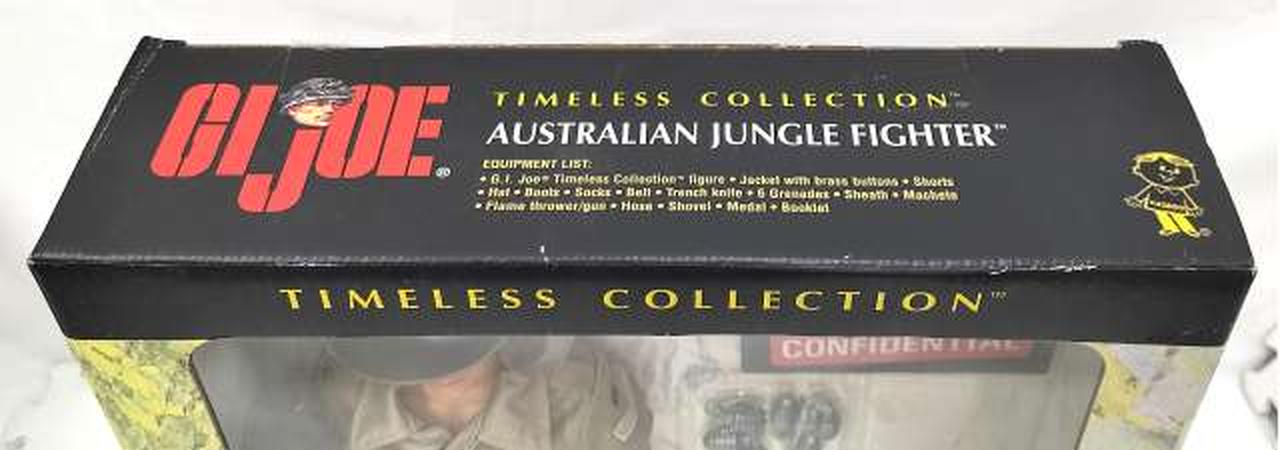 GI JOE®
TIMELESS COLLECTION™
AUSTRALIAN JUNGLE FIGHTER™
EQUIPMENT LIST:
• G.I. Joe® Timeless Collection™ figure • Jacket with brass buttons • Shorts
• Hat • Boots • Socks • Belt • Trench knife • 6 Grenades • Sheath • Machete
• Flame thrower/gun • Hose • Shovel • Medal • Booklet
TIMELESS COLLECTION™
CONFIDENTIAL